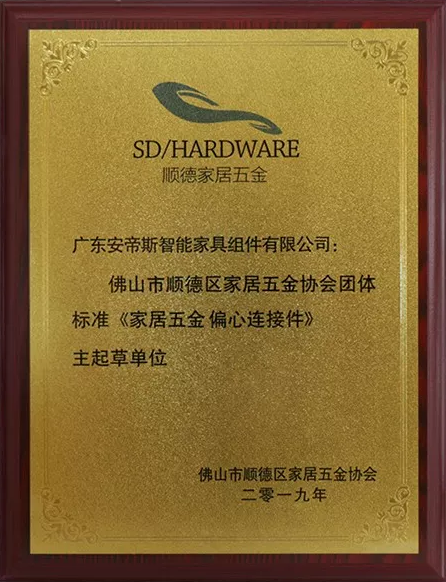 SD/HARDWARE
顺德家居五金
广东安帝斯智能家具组件有限公司：
佛山市顺德区家居五金协会团体
标准《家居五金 偏心连接件》
主起草单位
佛山市顺德区家居五金协会
二零一九年